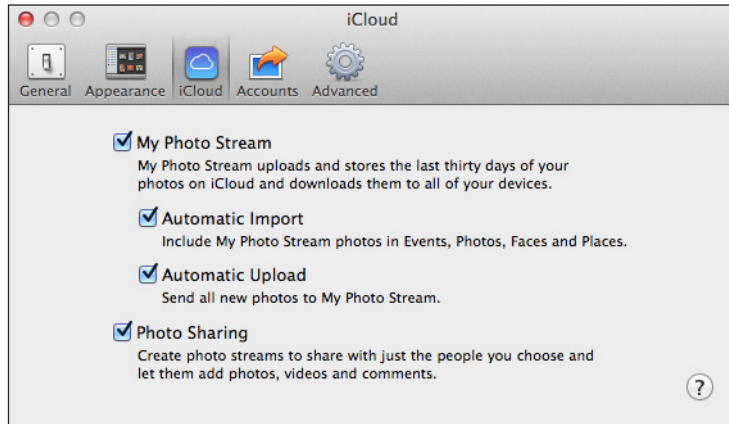 iCloud
General Appearance iCloud Accounts Advanced
My Photo Stream
My Photo Stream uploads and stores the last thirty days of your
photos on iCloud and downloads them to all of your devices.
Automatic Import
Include My Photo Stream photos in Events, Photos, Faces and Places.
Automatic Upload
Send all new photos to My Photo Stream.
Photo Sharing
Create photo streams to share with just the people you choose and
let them add photos, videos and comments.
?